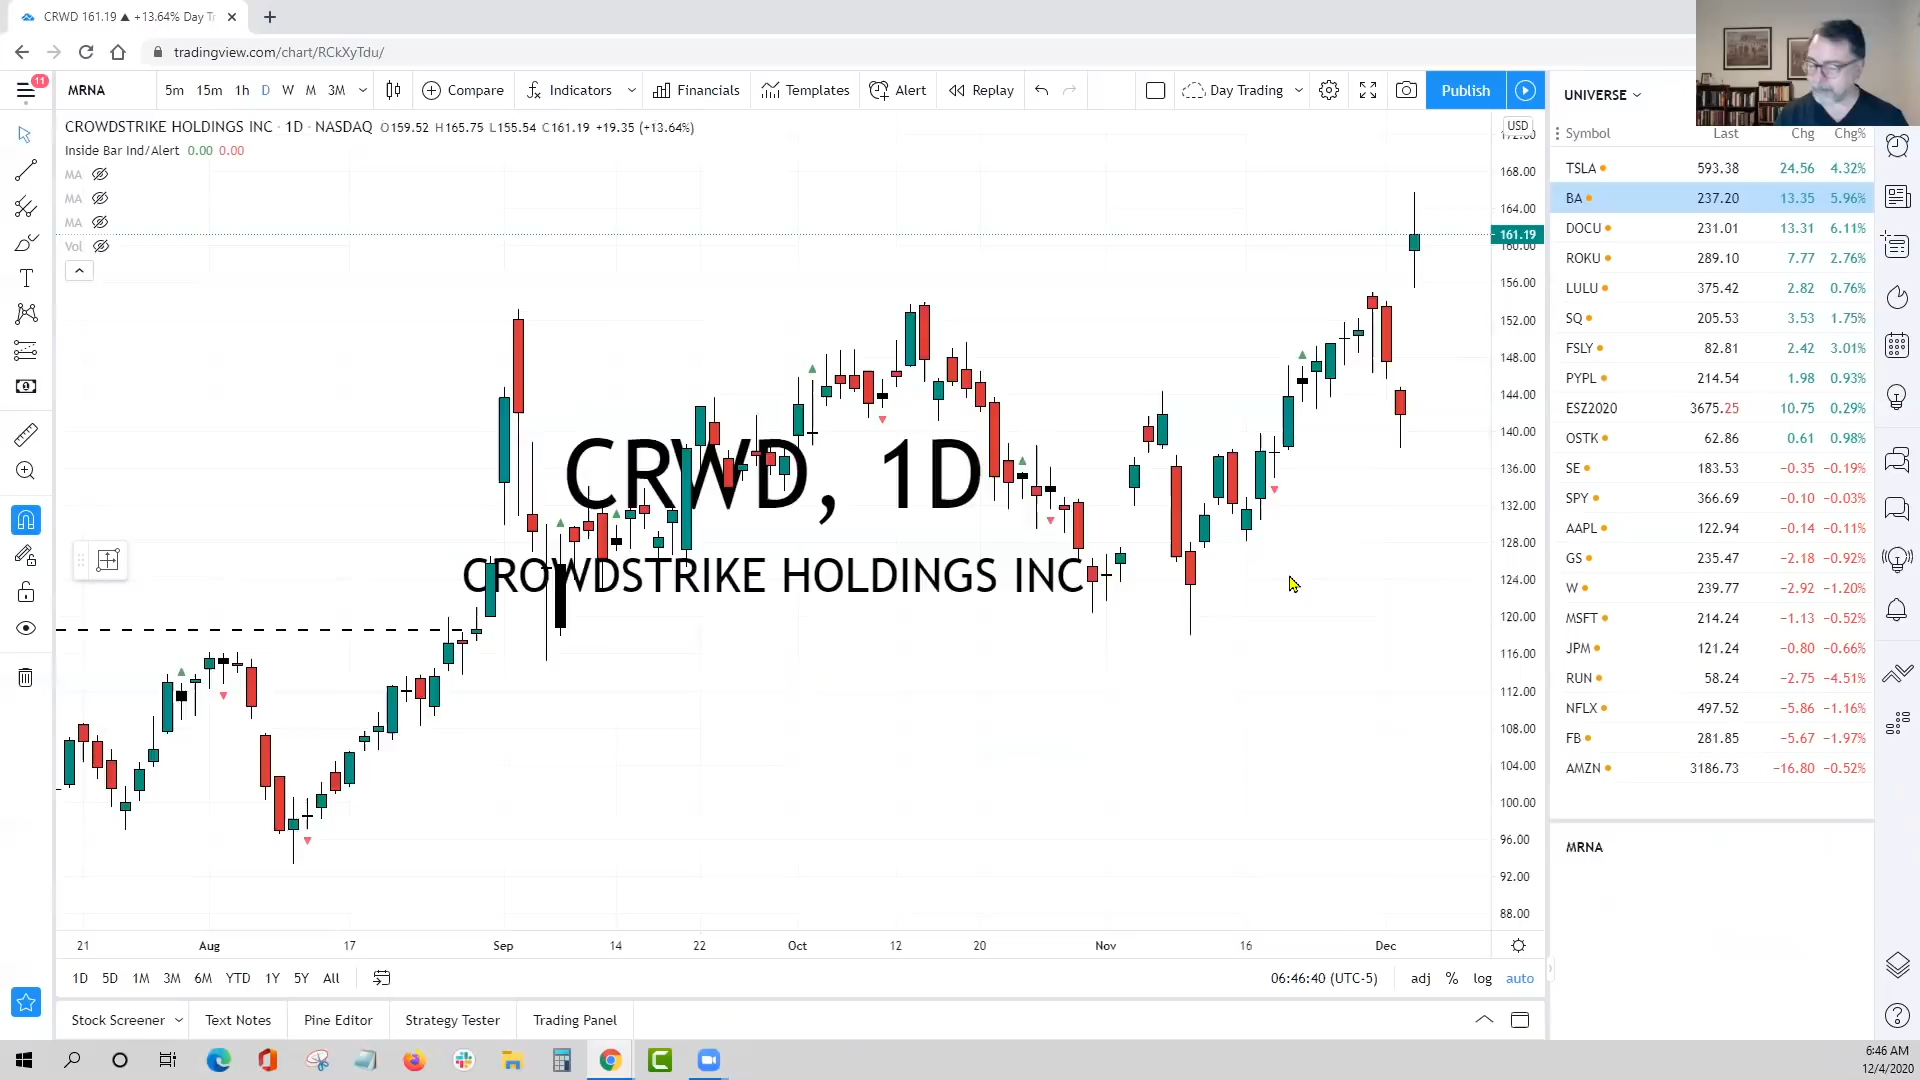 CRWD 161.19 ▲ +13.64% Day Tr
tradingview.com/chart/RCkXyTdu/
11
MRNA 5m 15m 1h D W M 3M Compare Indicators Financials Templates Alert Replay Day Trading Publish
CROWDSTRIKE HOLDINGS INC · 1D · NASDAQ O159.52 H165.75 L155.54 C161.19 +19.35 (+13.64%)
Inside Bar Ind/Alert 0.00 0.00
MA
MA
MA
Vol
CRWD, 1D
CROWDSTRIKE HOLDINGS INC
USD
172.00
168.00
164.00
161.19
160.00
156.00
152.00
148.00
144.00
140.00
136.00
132.00
128.00
124.00
120.00
116.00
112.00
108.00
104.00
100.00
96.00
92.00
88.00
21 Aug 17 Sep 14 22 Oct 12 20 Nov 16 Dec
1D 5D 1M 3M 6M YTD 1Y 5Y All 06:46:40 (UTC-5) adj % log auto
Stock Screener Text Notes Pine Editor Strategy Tester Trading Panel
UNIVERSE
Symbol Last Chg Chg%
TSLA 593.38 24.56 4.32%
BA 237.20 13.35 5.96%
DOCU 231.01 13.31 6.11%
ROKU 289.10 7.77 2.76%
LULU 375.42 2.82 0.76%
SQ 205.53 3.53 1.75%
FSLY 82.81 2.42 3.01%
PYPL 214.54 1.98 0.93%
ESZ2020 3675.25 10.75 0.29%
OSTK 62.86 0.61 0.98%
SE 183.53 −0.35 −0.19%
SPY 366.69 −0.10 −0.03%
AAPL 122.94 −0.14 −0.11%
GS 235.47 −2.18 −0.92%
W 239.77 −2.92 −1.20%
MSFT 214.24 −1.13 −0.52%
JPM 121.24 −0.80 −0.66%
RUN 58.24 −2.75 −4.51%
NFLX 497.52 −5.86 −1.16%
FB 281.85 −5.67 −1.97%
AMZN 3186.73 −16.80 −0.52%
MRNA
6:46 AM
12/4/2020